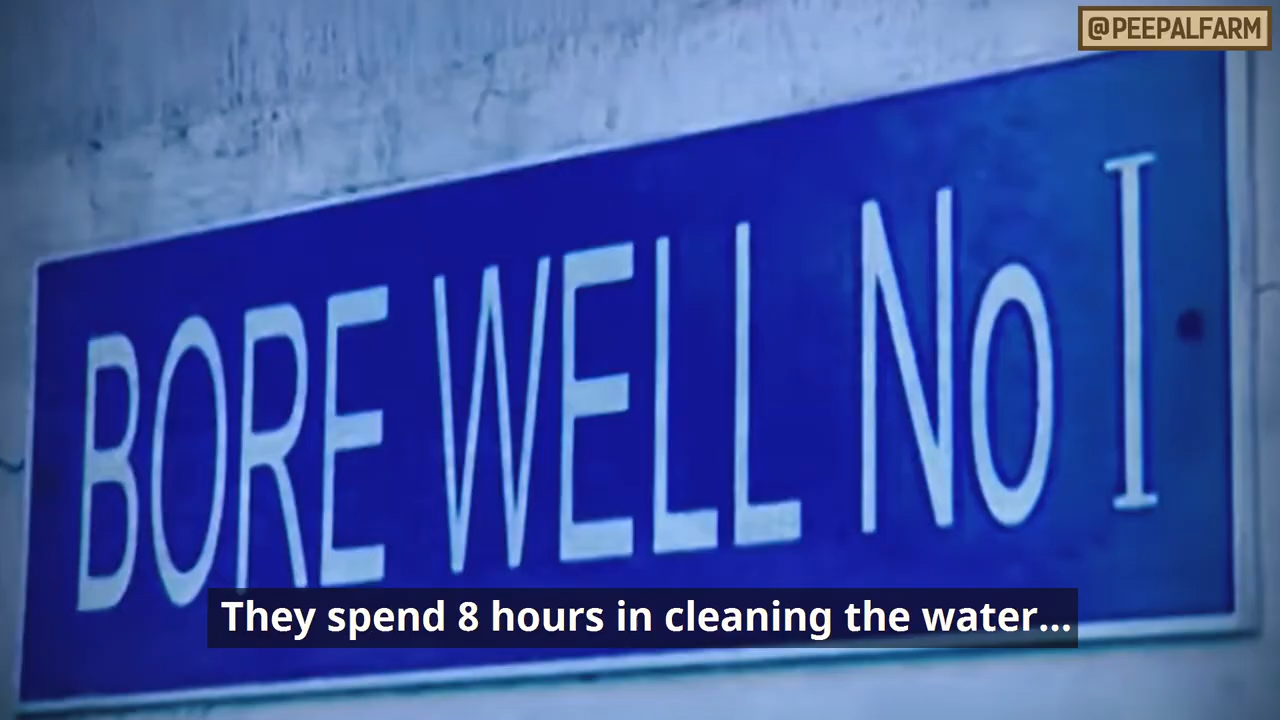 @PEEPALFARM
BORE WELL No I
They spend 8 hours in cleaning the water...